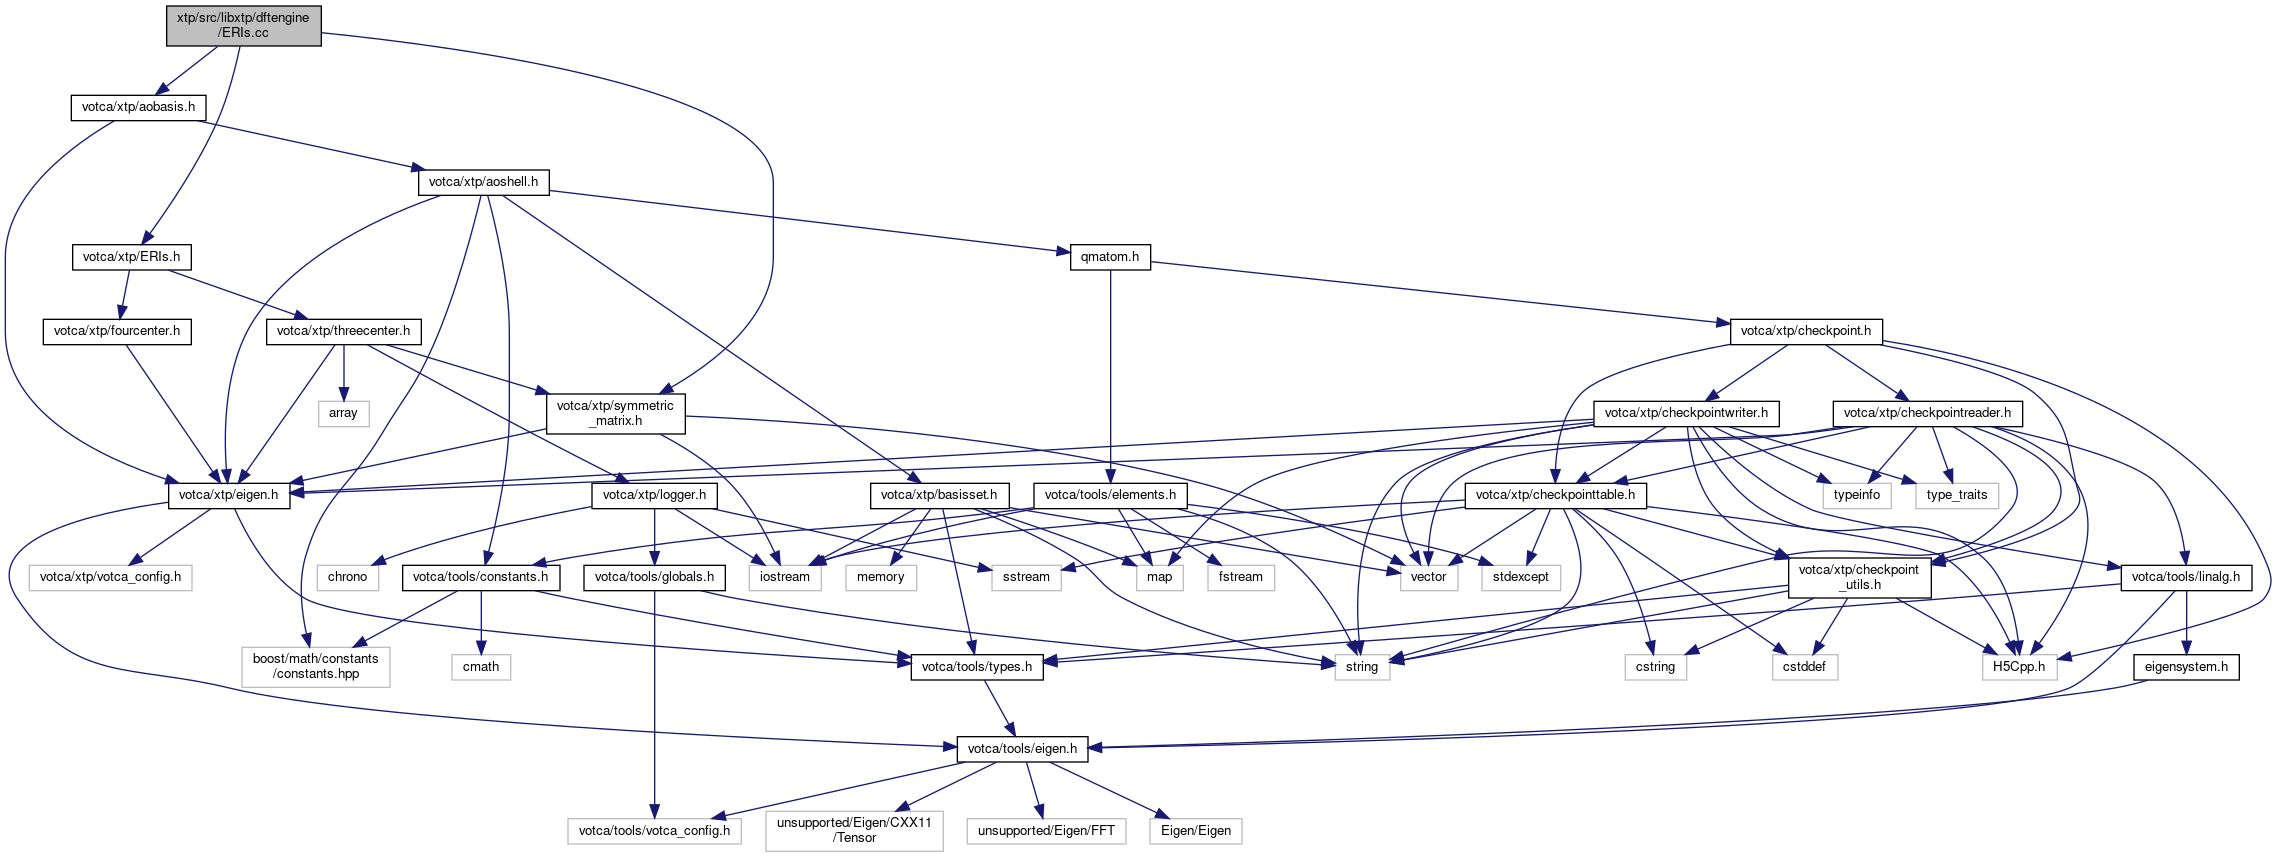 xtp/src/libxtp/dftengine
/ERIs.cc
votca/xtp/aobasis.h
votca/xtp/aoshell.h
votca/xtp/ERIs.h
qmatom.h
votca/xtp/fourcenter.h
votca/xtp/threecenter.h
votca/xtp/checkpoint.h
array
votca/xtp/symmetric
_matrix.h
votca/xtp/checkpointwriter.h
votca/xtp/checkpointreader.h
votca/xtp/eigen.h
votca/xtp/logger.h
votca/xtp/basisset.h
votca/tools/elements.h
votca/xtp/checkpointtable.h
typeinfo
type_traits
votca/xtp/votca_config.h
chrono
votca/tools/constants.h
votca/tools/globals.h
iostream
memory
sstream
map
fstream
vector
stdexcept
votca/xtp/checkpoint
_utils.h
votca/tools/linalg.h
boost/math/constants
/constants.hpp
cmath
votca/tools/types.h
string
cstring
cstddef
H5Cpp.h
eigensystem.h
votca/tools/eigen.h
votca/tools/votca_config.h
unsupported/Eigen/CXX11
/Tensor
unsupported/Eigen/FFT
Eigen/Eigen